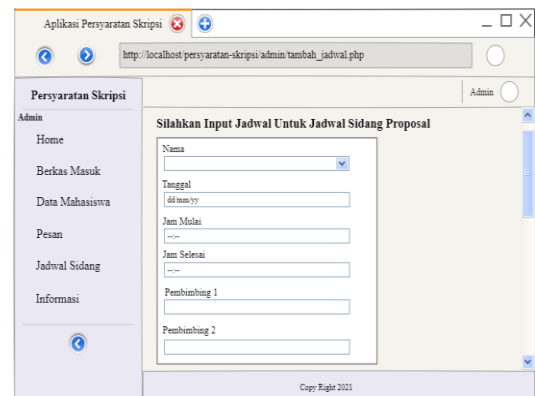 Aplikasi Persyaratan Skripsi
http://localhost/persyaratan-skripsi/admin/tambah_jadwal.php
Persyaratan Skripsi
Admin
Admin
Home
Berkas Masuk
Data Mahasiswa
Pesan
Jadwal Sidang
Informasi
Silahkan Input Jadwal Untuk Jadwal Sidang Proposal
Nama
Tanggal
dd/mm/yy
Jam Mulai
--:--
Jam Selesai
--:--
Pembimbing 1
Pembimbing 2
Copy Right 2021